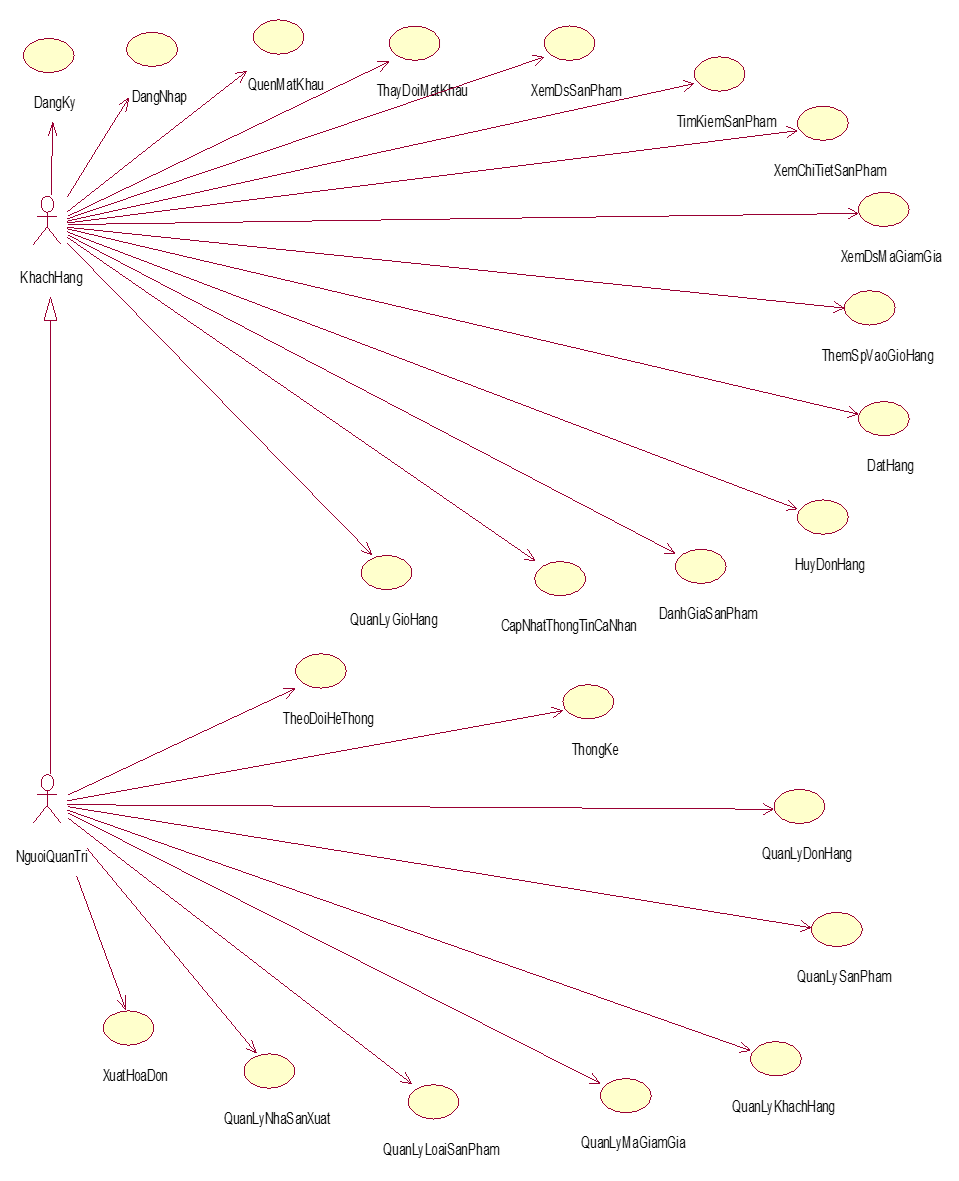 DangKy
DangNhap
QuenMatKhau
ThayDoiMatKhau
XemDsSanPham
TimKiemSanPham
XemChiTietSanPham
XemDsMaGiamGia
KhachHang
ThemSpVaoGioHang
DatHang
HuyDonHang
DanhGiaSanPham
CapNhatThongTinCaNhan
QuanLyGioHang
TheoDoiHeThong
ThongKe
NguoiQuanTri
QuanLyDonHang
QuanLySanPham
QuanLyKhachHang
QuanLyMaGiamGia
QuanLyLoaiSanPham
QuanLyNhaSanXuat
XuatHoaDon